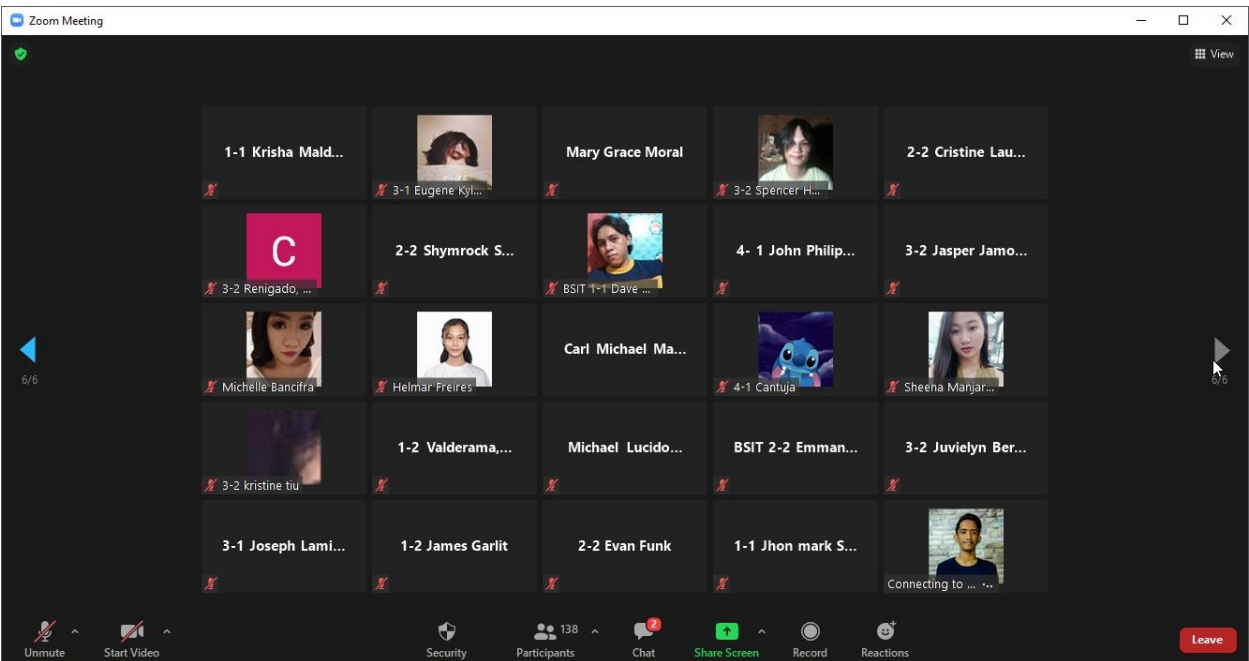 Zoom Meeting
View
1-1 Krisha Mald...
3-1 Eugene Kyl...
Mary Grace Moral
3-2 Spencer H...
2-2 Cristine Lau...
C
3-2 Renigado, ...
2-2 Shymrock S...
BSIT 1-1 Dave ...
4- 1 John Philip...
3-2 Jasper Jamo...
Michelle Bancifra
Helmar Freires
Carl Michael Ma...
4-1 Cantuja
Sheena Manjar...
6/6
6/6
3-2 kristine tiu
1-2 Valderama,...
Michael Lucido...
BSIT 2-2 Emman...
3-2 Juvielyn Ber...
3-1 Joseph Lami...
1-2 James Garlit
2-2 Evan Funk
1-1 Jhon mark S...
Connecting to ...
Unmute
Start Video
Security
138
Participants
2
Chat
Share Screen
Record
Reactions
Leave